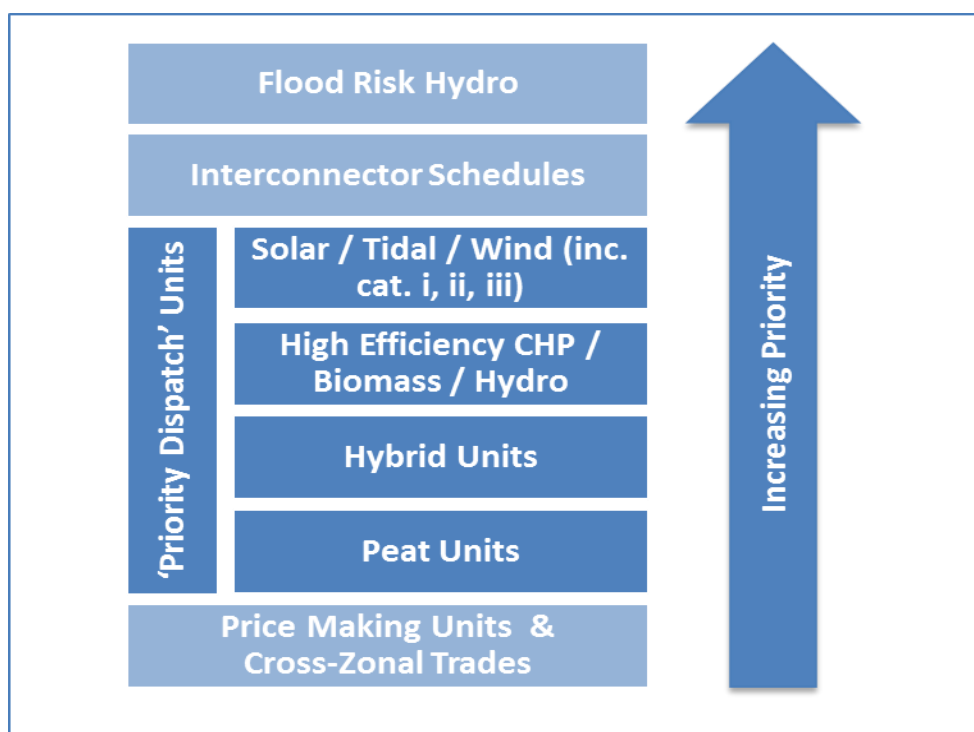 Flood Risk Hydro
Interconnector Schedules
'Priority Dispatch' Units
Solar / Tidal / Wind (inc.
cat. i, ii, iii)
High Efficiency CHP /
Biomass / Hydro
Hybrid Units
Peat Units
Price Making Units &
Cross-Zonal Trades
Increasing Priority